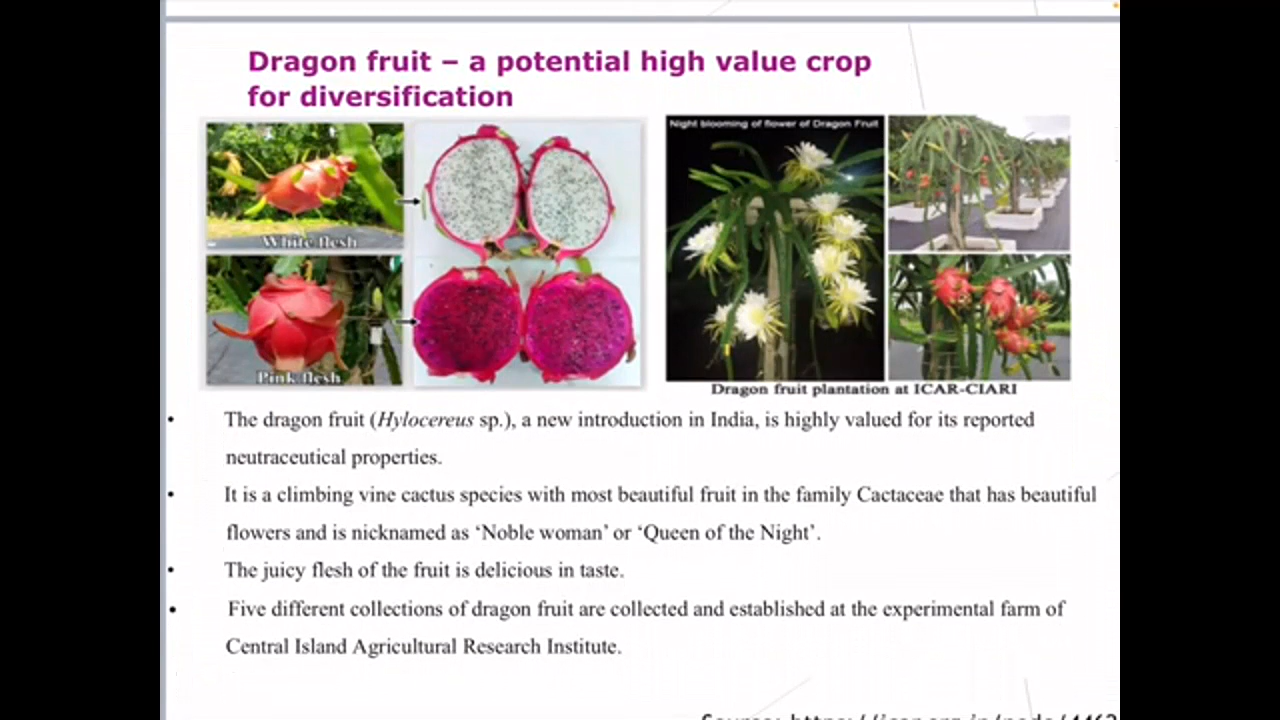 Dragon fruit – a potential high value crop
for diversification
Night blooming of flower of Dragon Fruit
White flesh
Pink flesh
Dragon fruit plantation at ICAR-CIARI
• The dragon fruit (Hylocereus sp.), a new introduction in India, is highly valued for its reported
neutraceutical properties.
• It is a climbing vine cactus species with most beautiful fruit in the family Cactaceae that has beautiful
flowers and is nicknamed as ‘Noble woman’ or ‘Queen of the Night’.
• The juicy flesh of the fruit is delicious in taste.
• Five different collections of dragon fruit are collected and established at the experimental farm of
Central Island Agricultural Research Institute.